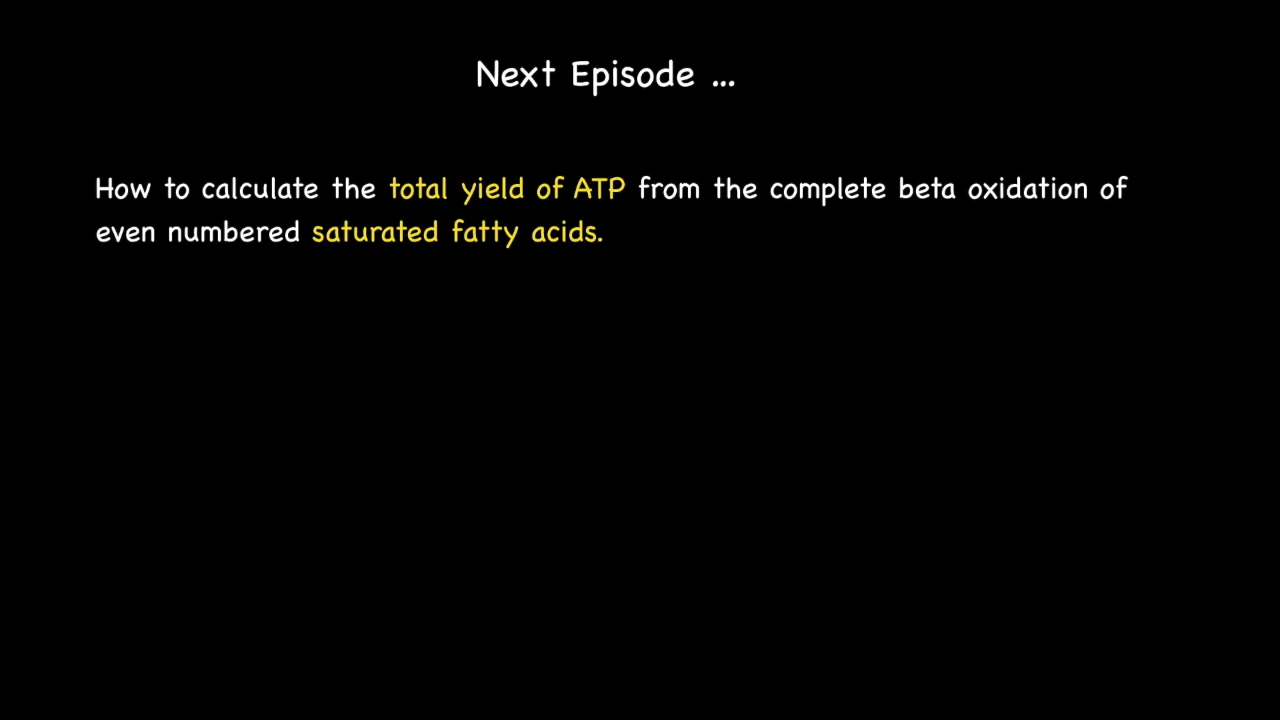 Next Episode ...
How to calculate the total yield of ATP from the complete beta oxidation of
even numbered saturated fatty acids.